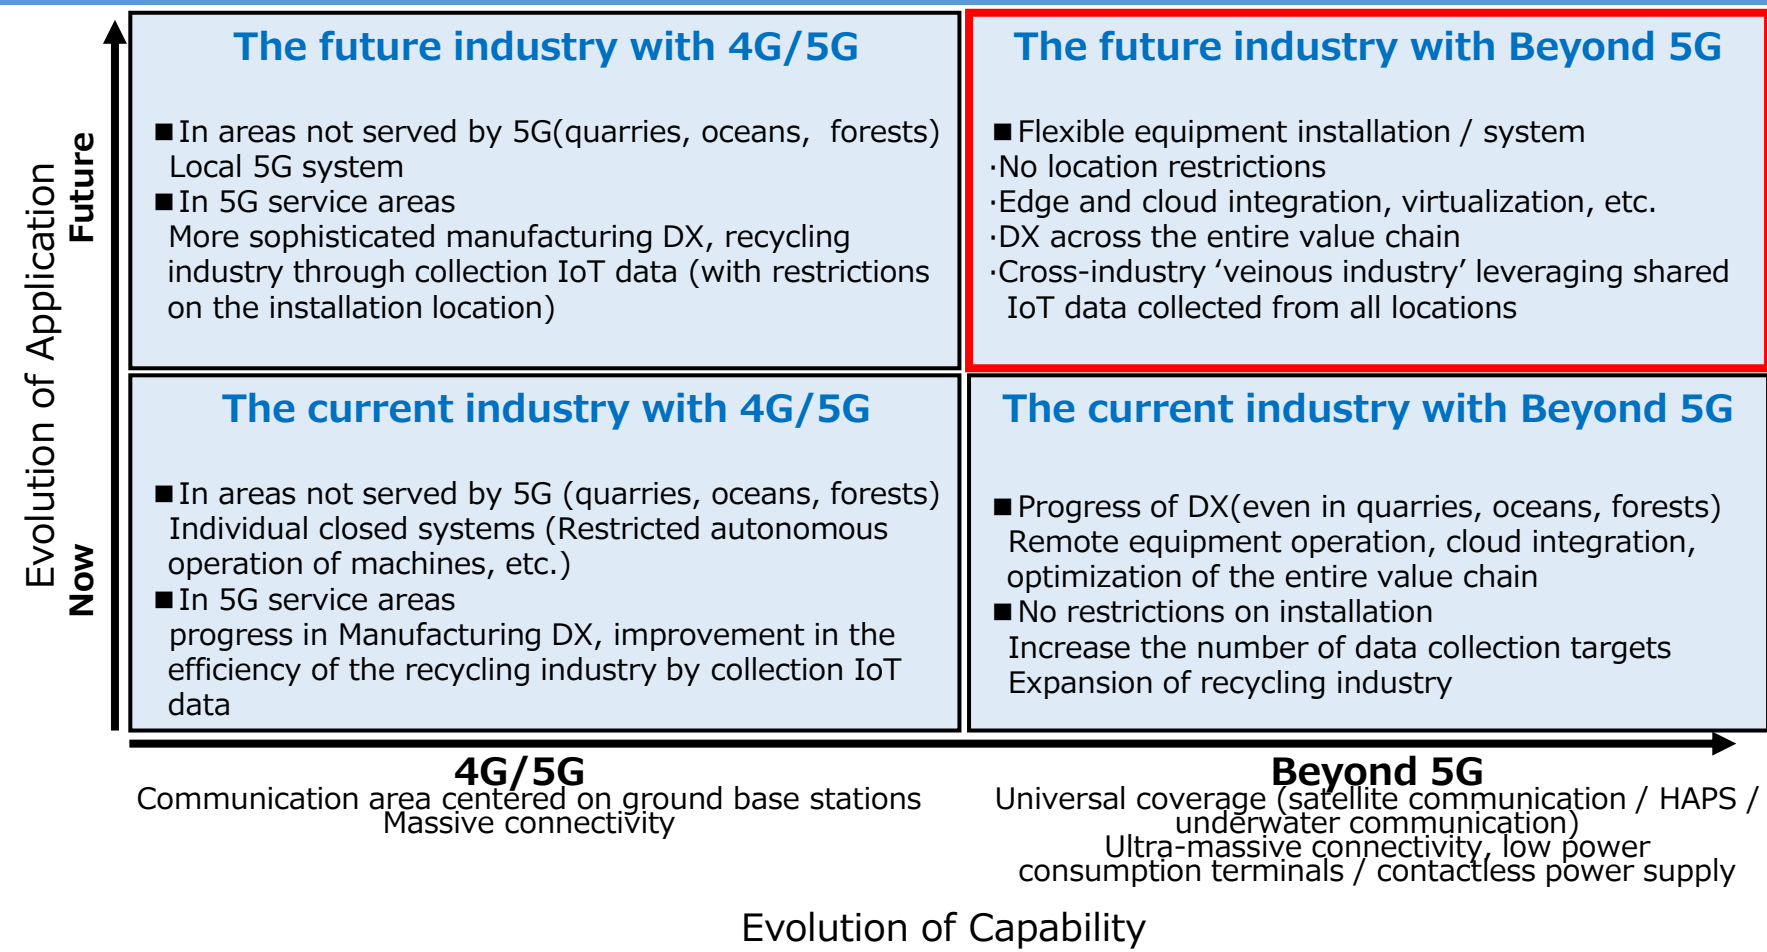 Evolution of Application
Future
Now
The future industry with 4G/5G
■In areas not served by 5G(quarries, oceans, forests)
Local 5G system
■In 5G service areas
More sophisticated manufacturing DX, recycling
industry through collection IoT data (with restrictions
on the installation location)
The future industry with Beyond 5G
■Flexible equipment installation / system
·No location restrictions
·Edge and cloud integration, virtualization, etc.
·DX across the entire value chain
·Cross-industry ‘veinous industry’ leveraging shared
IoT data collected from all locations
The current industry with 4G/5G
■In areas not served by 5G (quarries, oceans, forests)
Individual closed systems (Restricted autonomous
operation of machines, etc.)
■In 5G service areas
progress in Manufacturing DX, improvement in the
efficiency of the recycling industry by collection IoT
data
The current industry with Beyond 5G
■Progress of DX(even in quarries, oceans, forests)
Remote equipment operation, cloud integration,
optimization of the entire value chain
■No restrictions on installation
Increase the number of data collection targets
Expansion of recycling industry
4G/5G
Communication area centered on ground base stations
Massive connectivity
Beyond 5G
Universal coverage (satellite communication / HAPS /
underwater communication)
Ultra-massive connectivity, low power
consumption terminals / contactless power supply
Evolution of Capability